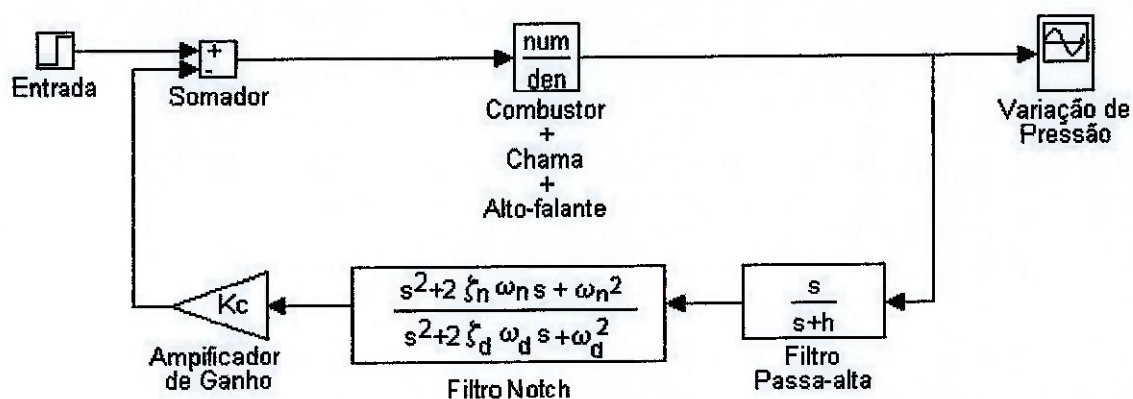 Entrada
+
-
Somador
num
den
Combustor
+
Chama
+
Alto-falante
Variação de
Pressão
Kc
Ampificador
de Ganho
s²+2 ζn ωn s + ωn²
s²+2 ζd ωd s+ωd²
Filtro Notch
s
s+h
Filtro
Passa-alta